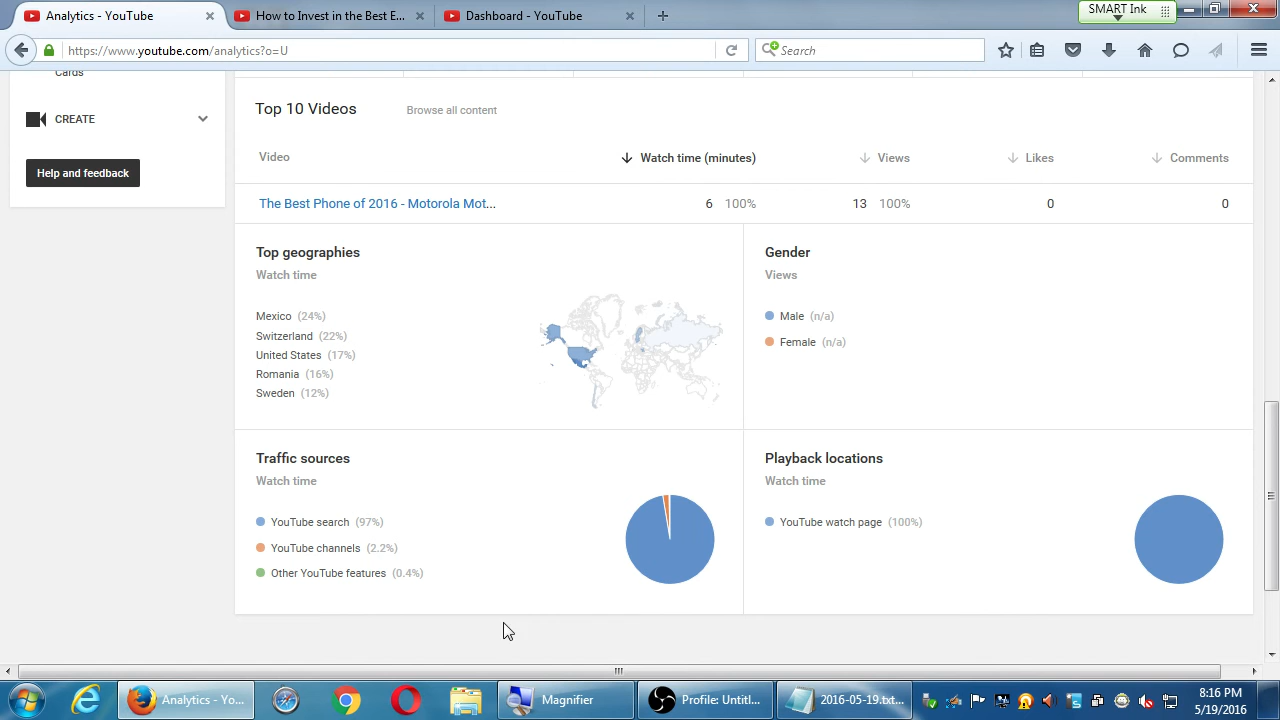 Analytics - YouTube
How to Invest in the Best E...
Dashboard - YouTube
SMART Ink
https://www.youtube.com/analytics?o=U
Search
Cards
CREATE
Help and feedback
Top 10 Videos
Browse all content
Video
Watch time (minutes)
Views
Likes
Comments
The Best Phone of 2016 - Motorola Mot...
6 100%
13 100%
0
0
Top geographies
Watch time
Mexico (24%)
Switzerland (22%)
United States (17%)
Romania (16%)
Sweden (12%)
Gender
Views
Male (n/a)
Female (n/a)
Traffic sources
Watch time
YouTube search (97%)
YouTube channels (2.2%)
Other YouTube features (0.4%)
Playback locations
Watch time
YouTube watch page (100%)
Analytics - Yo...
Magnifier
Profile: Untitl...
2016-05-19.txt...
8:16 PM
5/19/2016